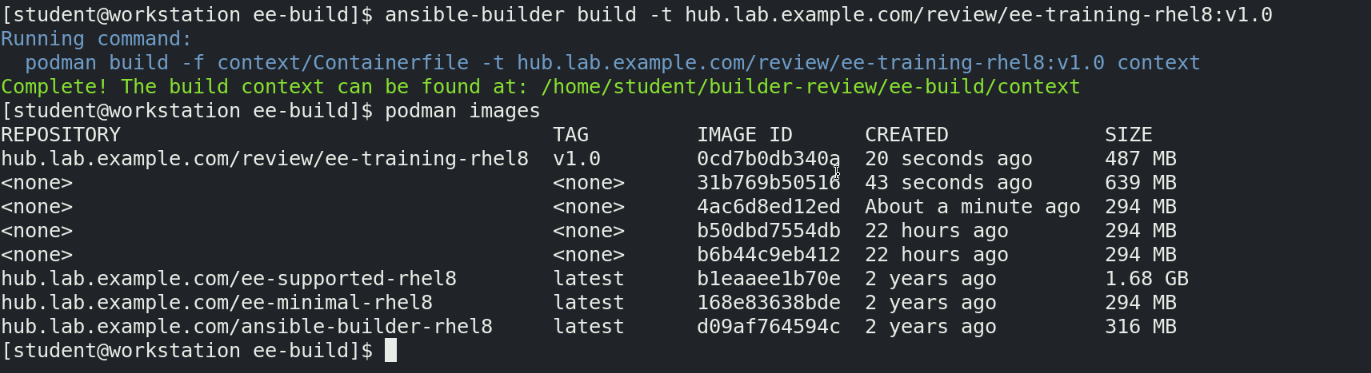 [student@workstation ee-build]$ ansible-builder build -t hub.lab.example.com/review/ee-training-rhel8:v1.0
Running command:
  podman build -f context/Containerfile -t hub.lab.example.com/review/ee-training-rhel8:v1.0 context
Complete! The build context can be found at: /home/student/builder-review/ee-build/context
[student@workstation ee-build]$ podman images
REPOSITORY                                    TAG         IMAGE ID      CREATED             SIZE
hub.lab.example.com/review/ee-training-rhel8  v1.0        0cd7b0db340a  20 seconds ago      487 MB
<none>                                        <none>      31b769b50516  43 seconds ago      639 MB
<none>                                        <none>      4ac6d8ed12ed  About a minute ago  294 MB
<none>                                        <none>      b50dbd7554db  22 hours ago        294 MB
<none>                                        <none>      b6b44c9eb412  22 hours ago        294 MB
hub.lab.example.com/ee-supported-rhel8        latest      b1eaaee1b70e  2 years ago         1.68 GB
hub.lab.example.com/ee-minimal-rhel8          latest      168e83638bde  2 years ago         294 MB
hub.lab.example.com/ansible-builder-rhel8     latest      d09af764594c  2 years ago         316 MB
[student@workstation ee-build]$